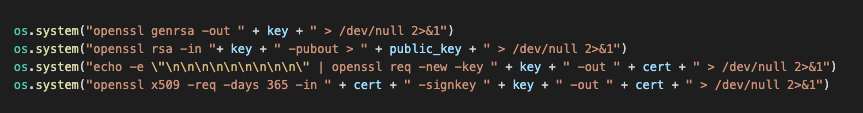 os.system("openssl genrsa -out " + key + " > /dev/null 2>&1")
os.system("openssl rsa -in "+ key + " -pubout > " + public_key + " > /dev/null 2>&1")
os.system("echo -e \"\n\n\n\n\n\n\n\n\n\n\" | openssl req -new -key " + key + " -out " + cert + " > /dev/null 2>&1")
os.system("openssl x509 -req -days 365 -in " + cert + " -signkey " + key + " -out " + cert + " > /dev/null 2>&1")